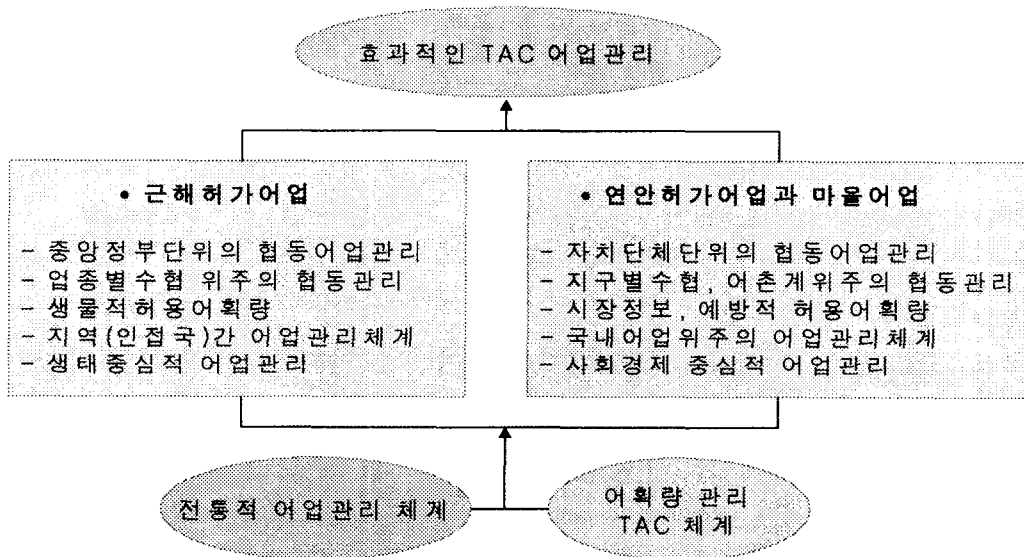 효과적인 TAC 어업관리
• 근해허가어업
– 중앙정부단위의 협동어업관리
– 업종별수협 위주의 협동관리
– 생물적허용어획량
– 지역(인접국)간 어업관리체계
– 생태중심적 어업관리
• 연안허가어업과 마을어업
– 자치단체단위의 협동어업관리
– 지구별수협, 어촌계위주의 협동관리
– 시장정보, 예방적 허용어획량
– 국내어업위주의 어업관리체계
– 사회경제 중심적 어업관리
전통적 어업관리 체계
어획량 관리
TAC 체계